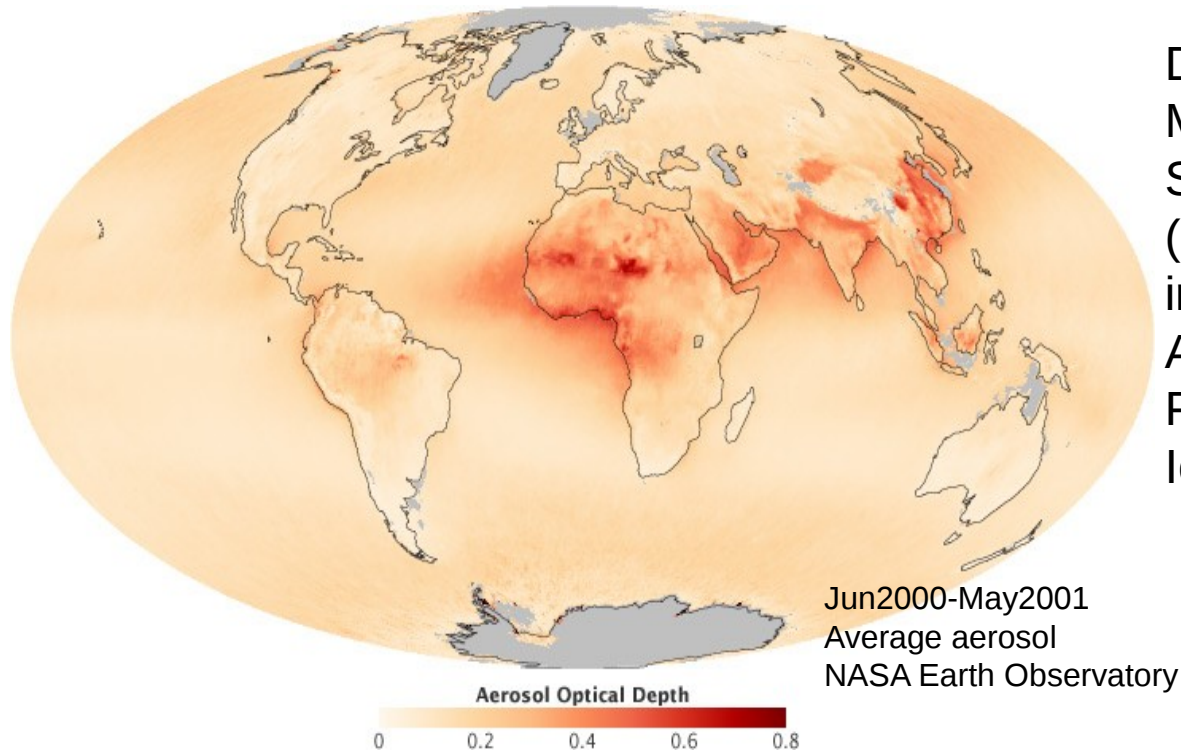 Jun2000-May2001
Average aerosol
NASA Earth Observatory
Aerosol Optical Depth
0 0.2 0.4 0.6 0.8